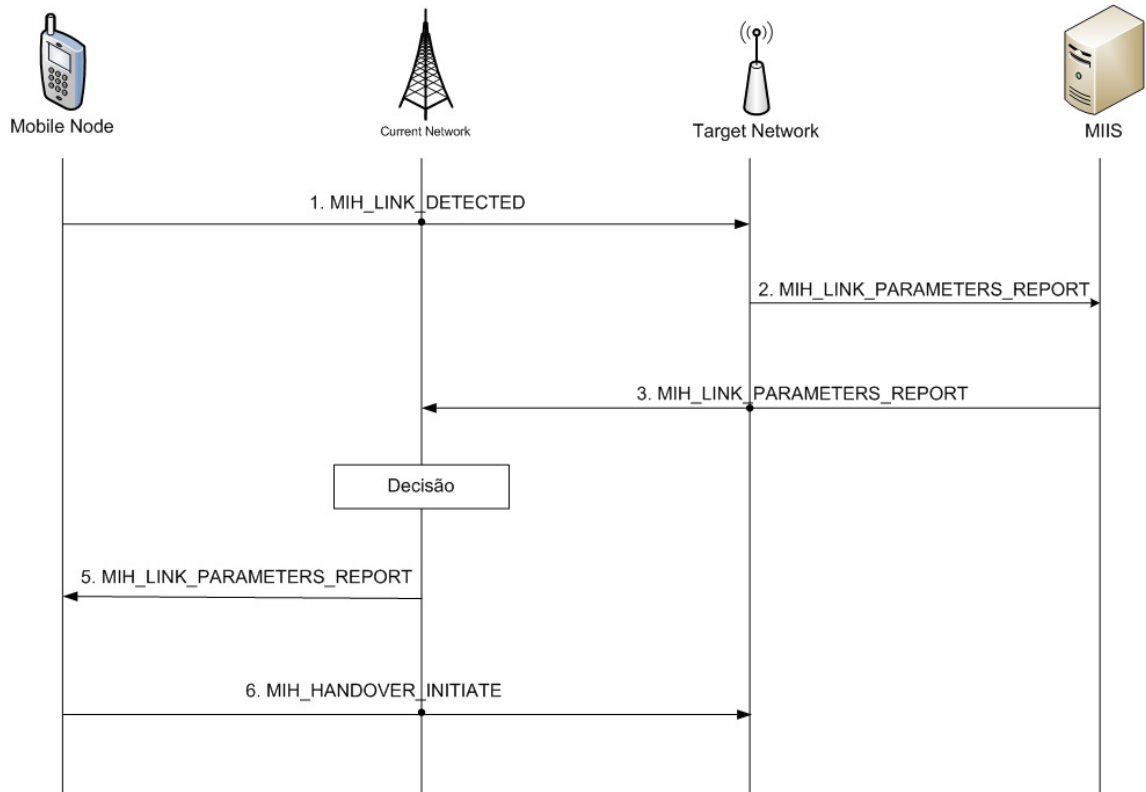 Mobile Node
Current Network
Target Network
MIIS
1. MIH_LINK_DETECTED
2. MIH_LINK_PARAMETERS_REPORT
3. MIH_LINK_PARAMETERS_REPORT
Decisão
5. MIH_LINK_PARAMETERS_REPORT
6. MIH_HANDOVER_INITIATE